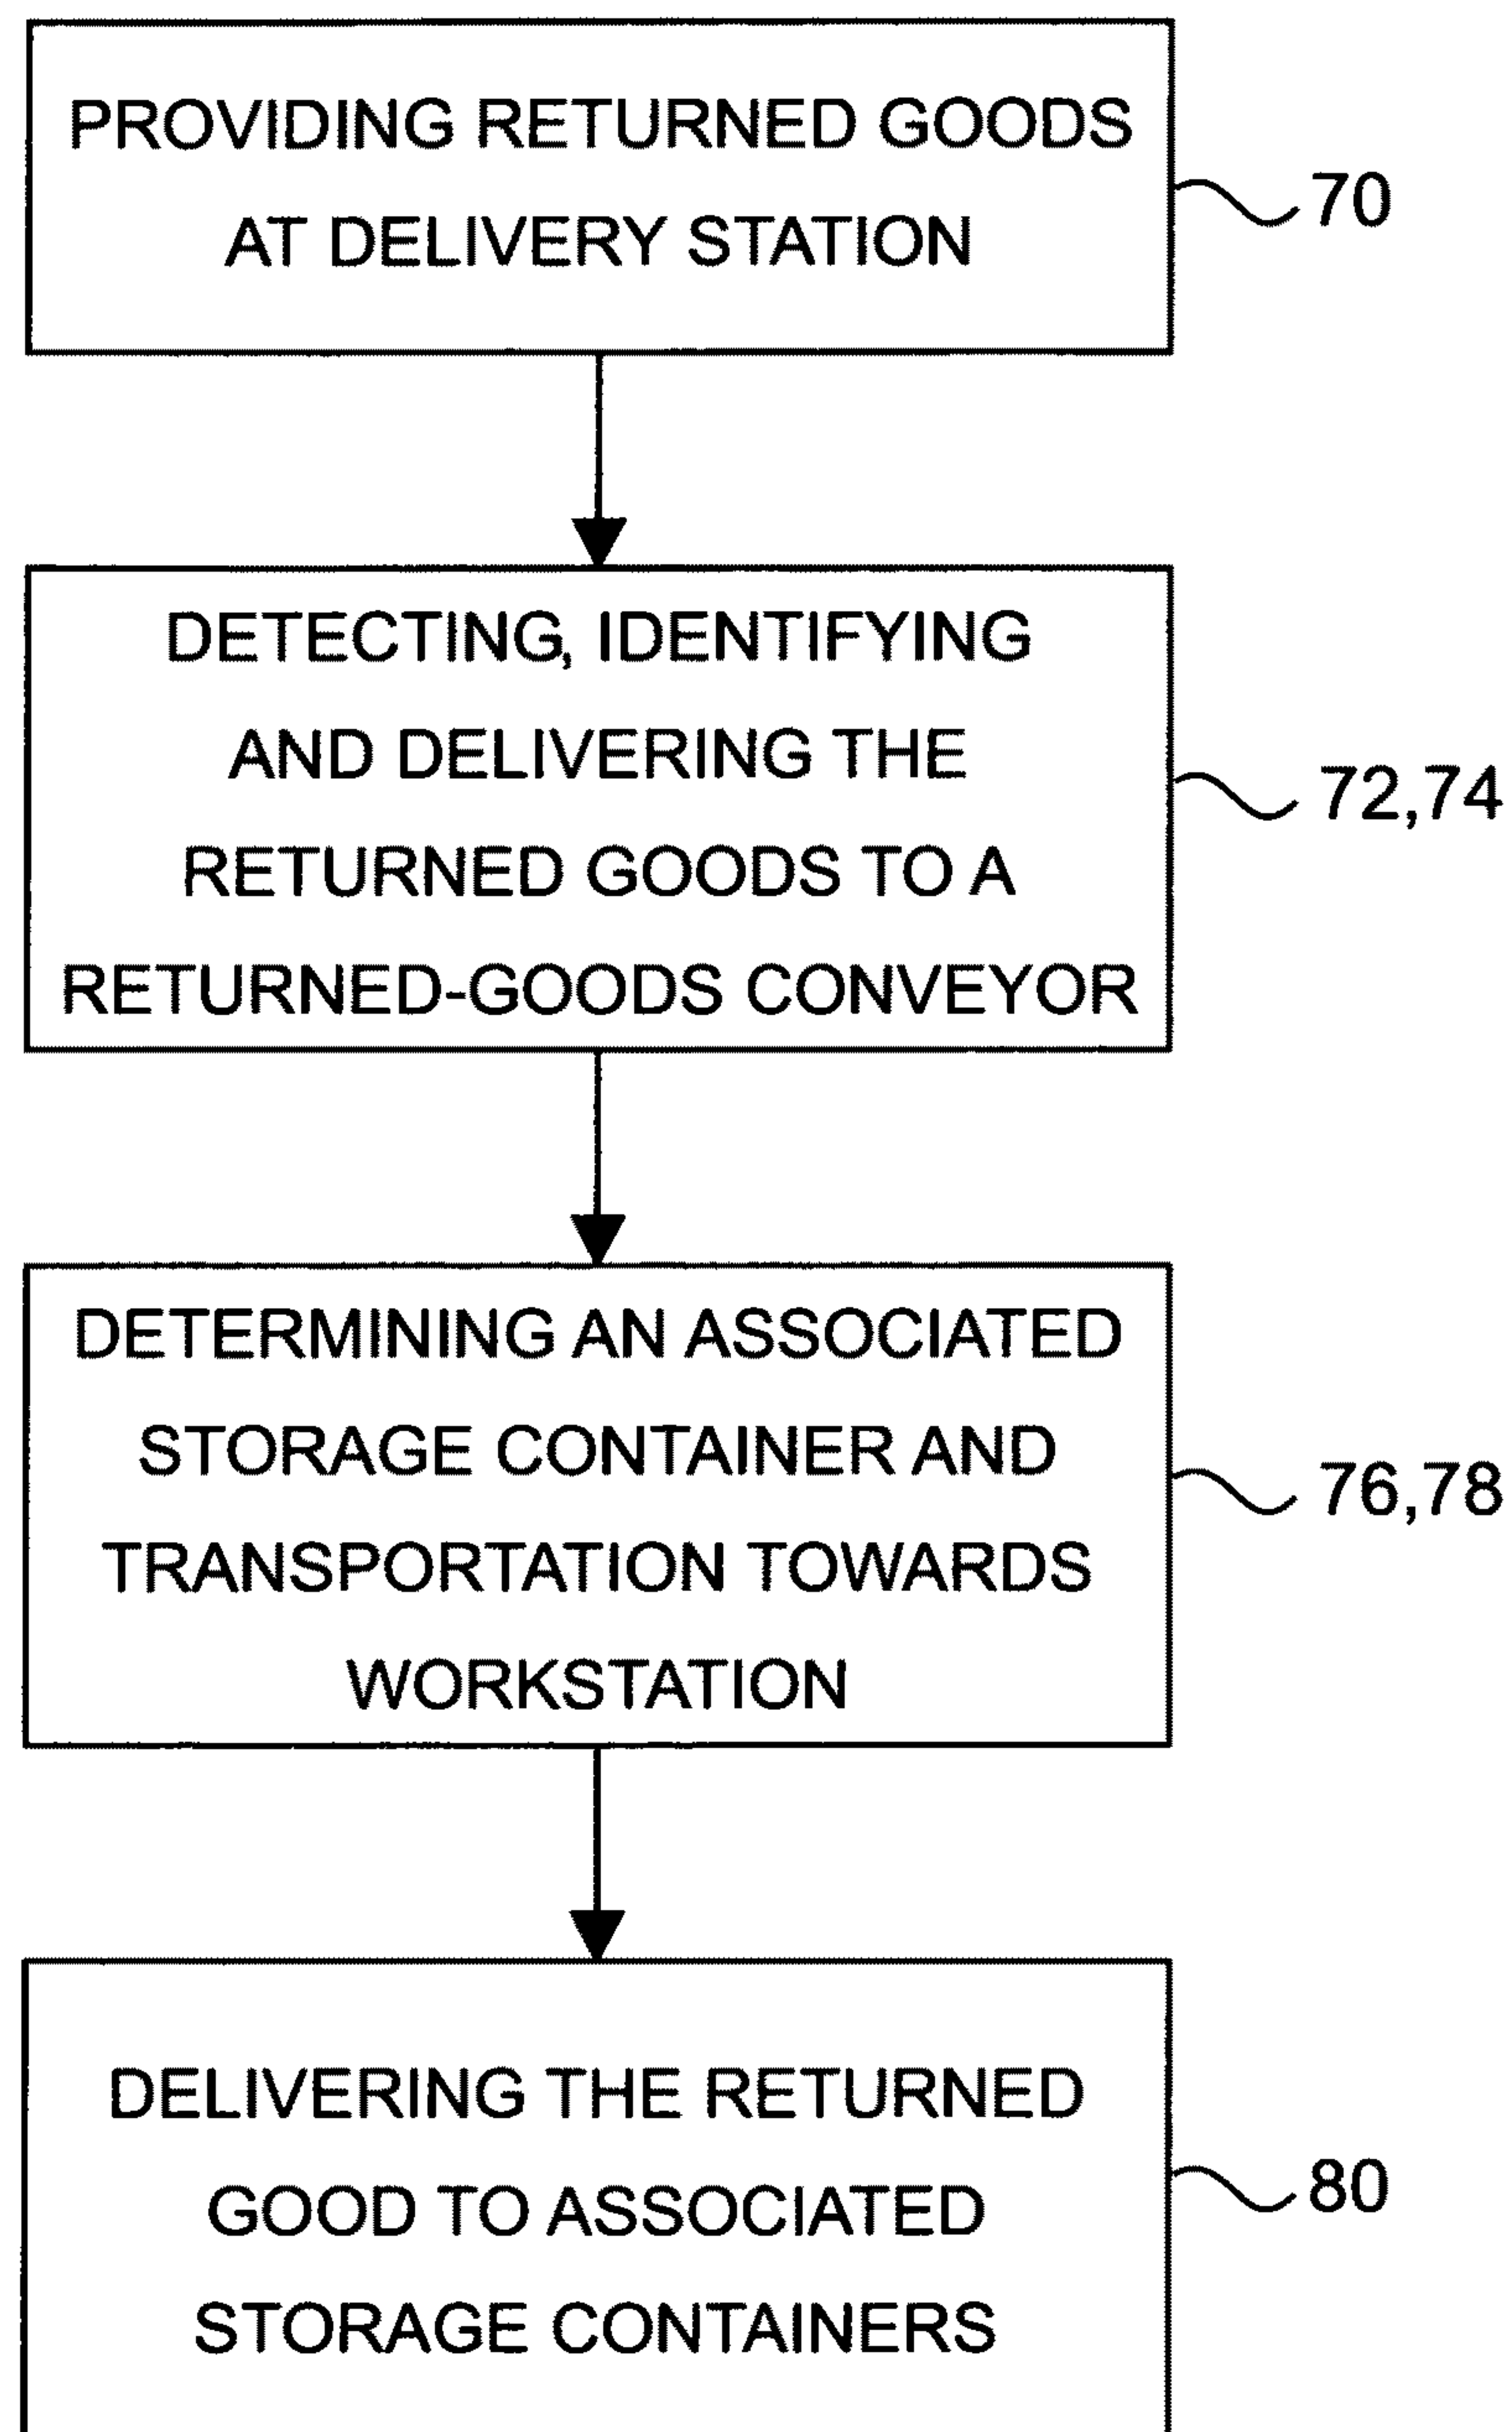 PROVIDING RETURNED GOODS
AT DELIVERY STATION
70
DETECTING, IDENTIFYING
AND DELIVERING THE
RETURNED GOODS TO A
RETURNED-GOODS CONVEYOR
72,74
DETERMINING AN ASSOCIATED
STORAGE CONTAINER AND
TRANSPORTATION TOWARDS
WORKSTATION
76,78
DELIVERING THE RETURNED
GOOD TO ASSOCIATED
STORAGE CONTAINERS
80